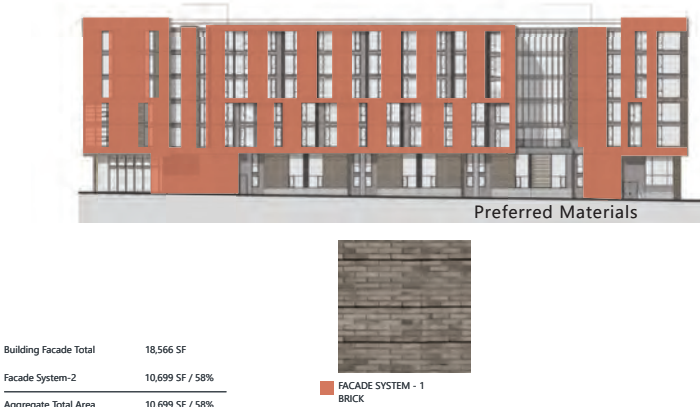 Preferred Materials
Building Facade Total 18,566 SF
Facade System-2 10,699 SF / 58%
Aggregate Total Area 10,699 SF / 58%
FACADE SYSTEM - 1
BRICK